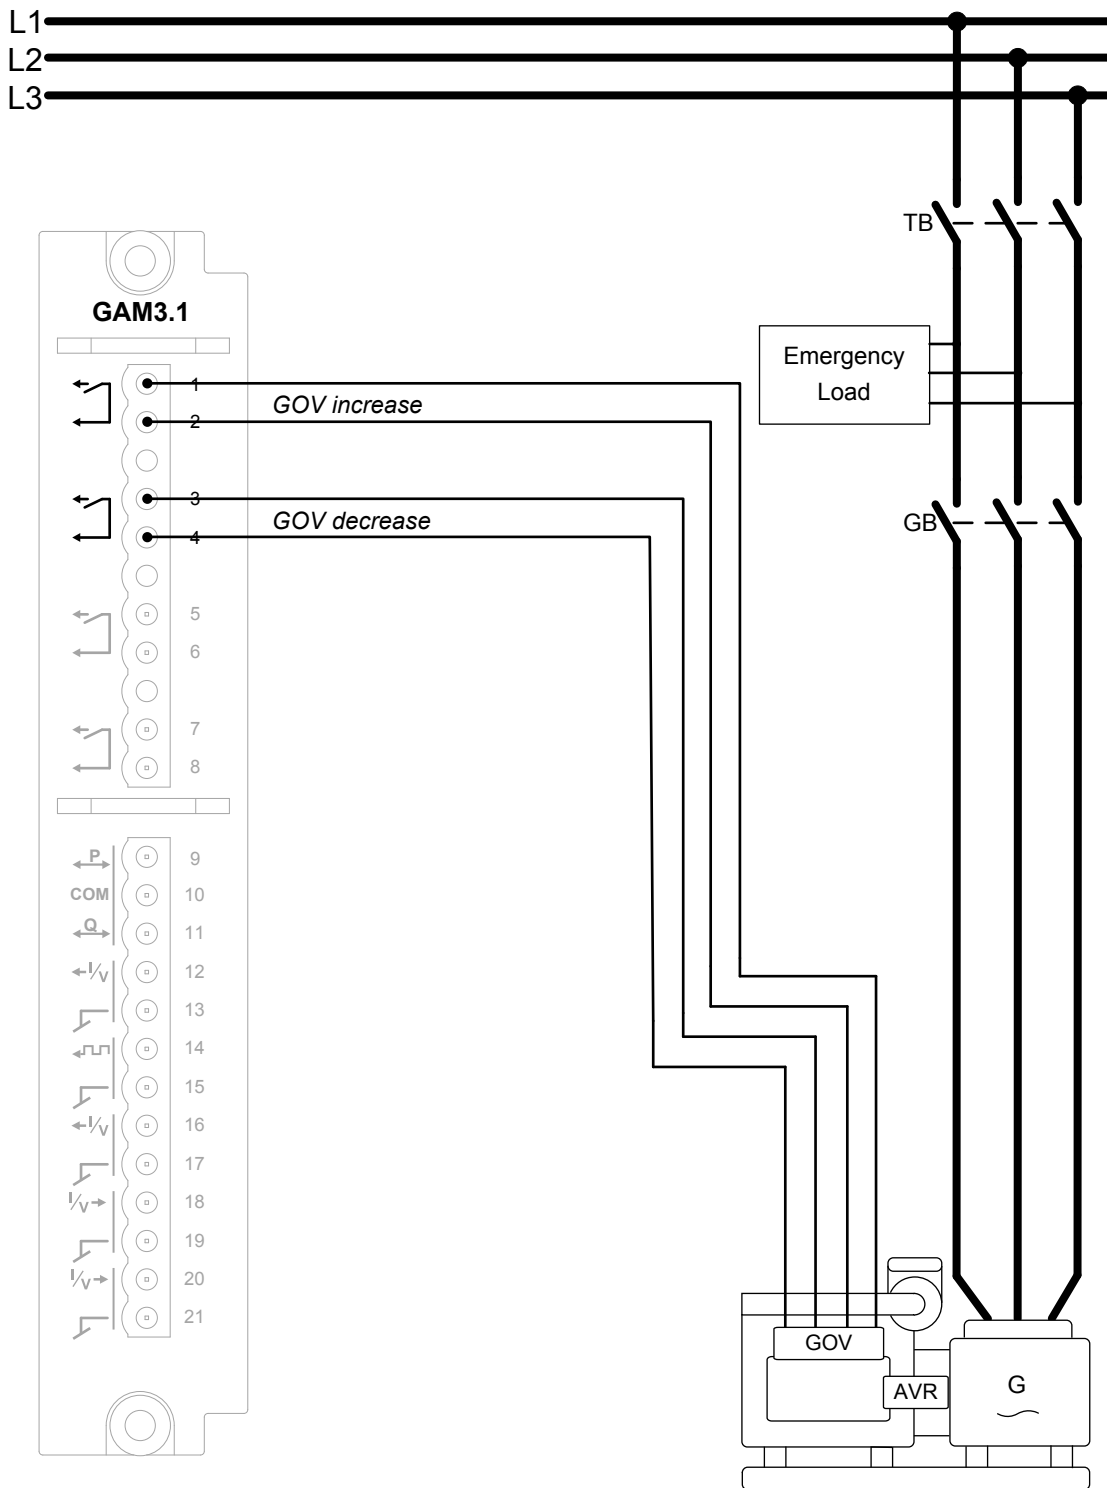 L1
L2
L3
TB
GAM3.1
Emergency
Load
1
GOV increase
2
3
GOV decrease
4
GB
5
6
7
8
P 9
COM 10
Q 11
I/V 12
13
14
15
I/V 16
17
I/V 18
19
I/V 20
21
GOV
AVR
G